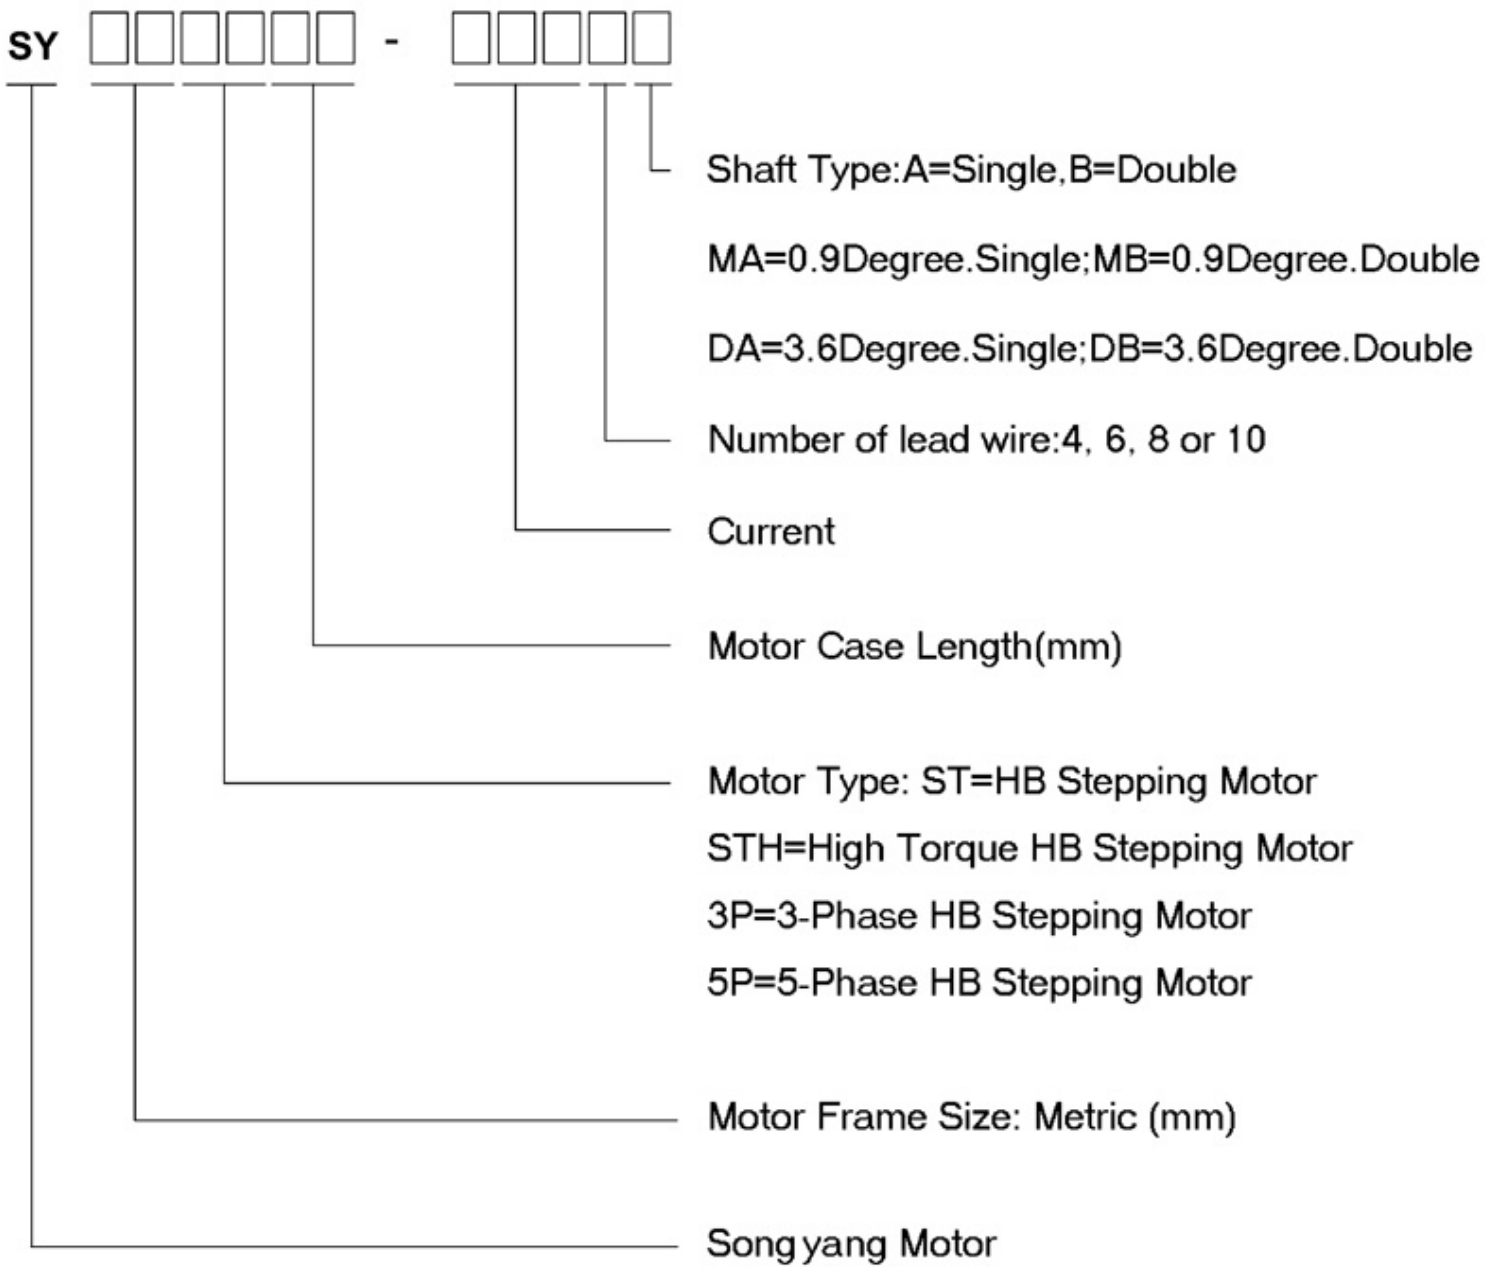 SY □□□□□□ - □□□□□
Shaft Type:A=Single,B=Double
MA=0.9Degree.Single;MB=0.9Degree.Double
DA=3.6Degree.Single;DB=3.6Degree.Double
Number of lead wire:4, 6, 8 or 10
Current
Motor Case Length(mm)
Motor Type: ST=HB Stepping Motor
STH=High Torque HB Stepping Motor
3P=3-Phase HB Stepping Motor
5P=5-Phase HB Stepping Motor
Motor Frame Size: Metric (mm)
Songyang Motor